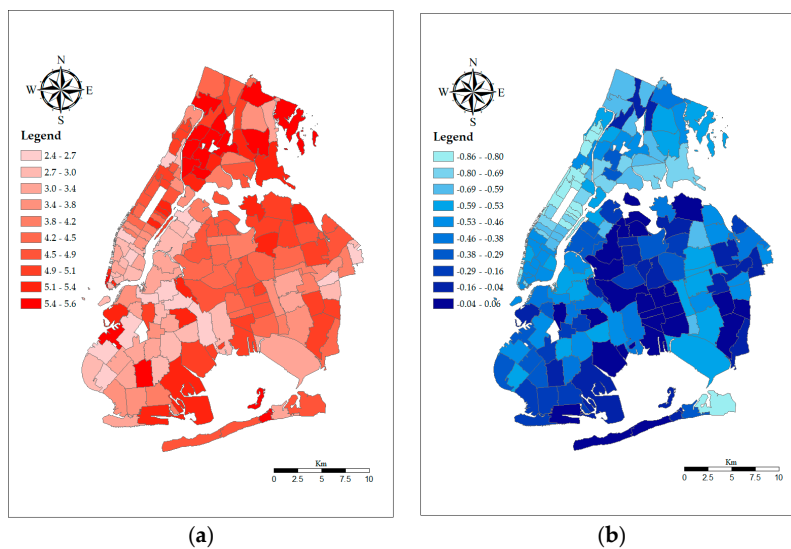 N
W E
S
Legend
2.4 - 2.7
2.7 - 3.0
3.0 - 3.4
3.4 - 3.8
3.8 - 4.2
4.2 - 4.5
4.5 - 4.9
4.9 - 5.1
5.1 - 5.4
5.4 - 5.6
Km
0 2.5 5 7.5 10
(a)
N
W E
S
Legend
-0.86 - -0.80
-0.80 - -0.69
-0.69 - -0.59
-0.59 - -0.53
-0.53 - -0.46
-0.46 - -0.38
-0.38 - -0.29
-0.29 - -0.16
-0.16 - -0.04
-0.04 - 0.06
Km
0 2.5 5 7.5 10
(b)